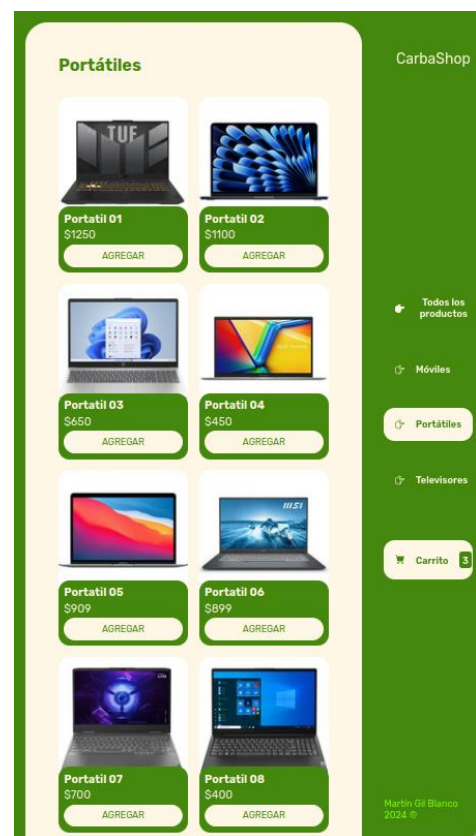 Portátiles
TUF
Portatil 01
$1250
AGREGAR
Portatil 02
$1100
AGREGAR
Portatil 03
$650
AGREGAR
Portatil 04
$450
AGREGAR
Portatil 05
$909
AGREGAR
msi
Portatil 06
$899
AGREGAR
Portatil 07
$700
AGREGAR
Portatil 08
$400
AGREGAR
CarbaShop
Todos los
productos
Móviles
Portátiles
Televisores
Carrito 3
Martín Gil Blanco
2024 ©